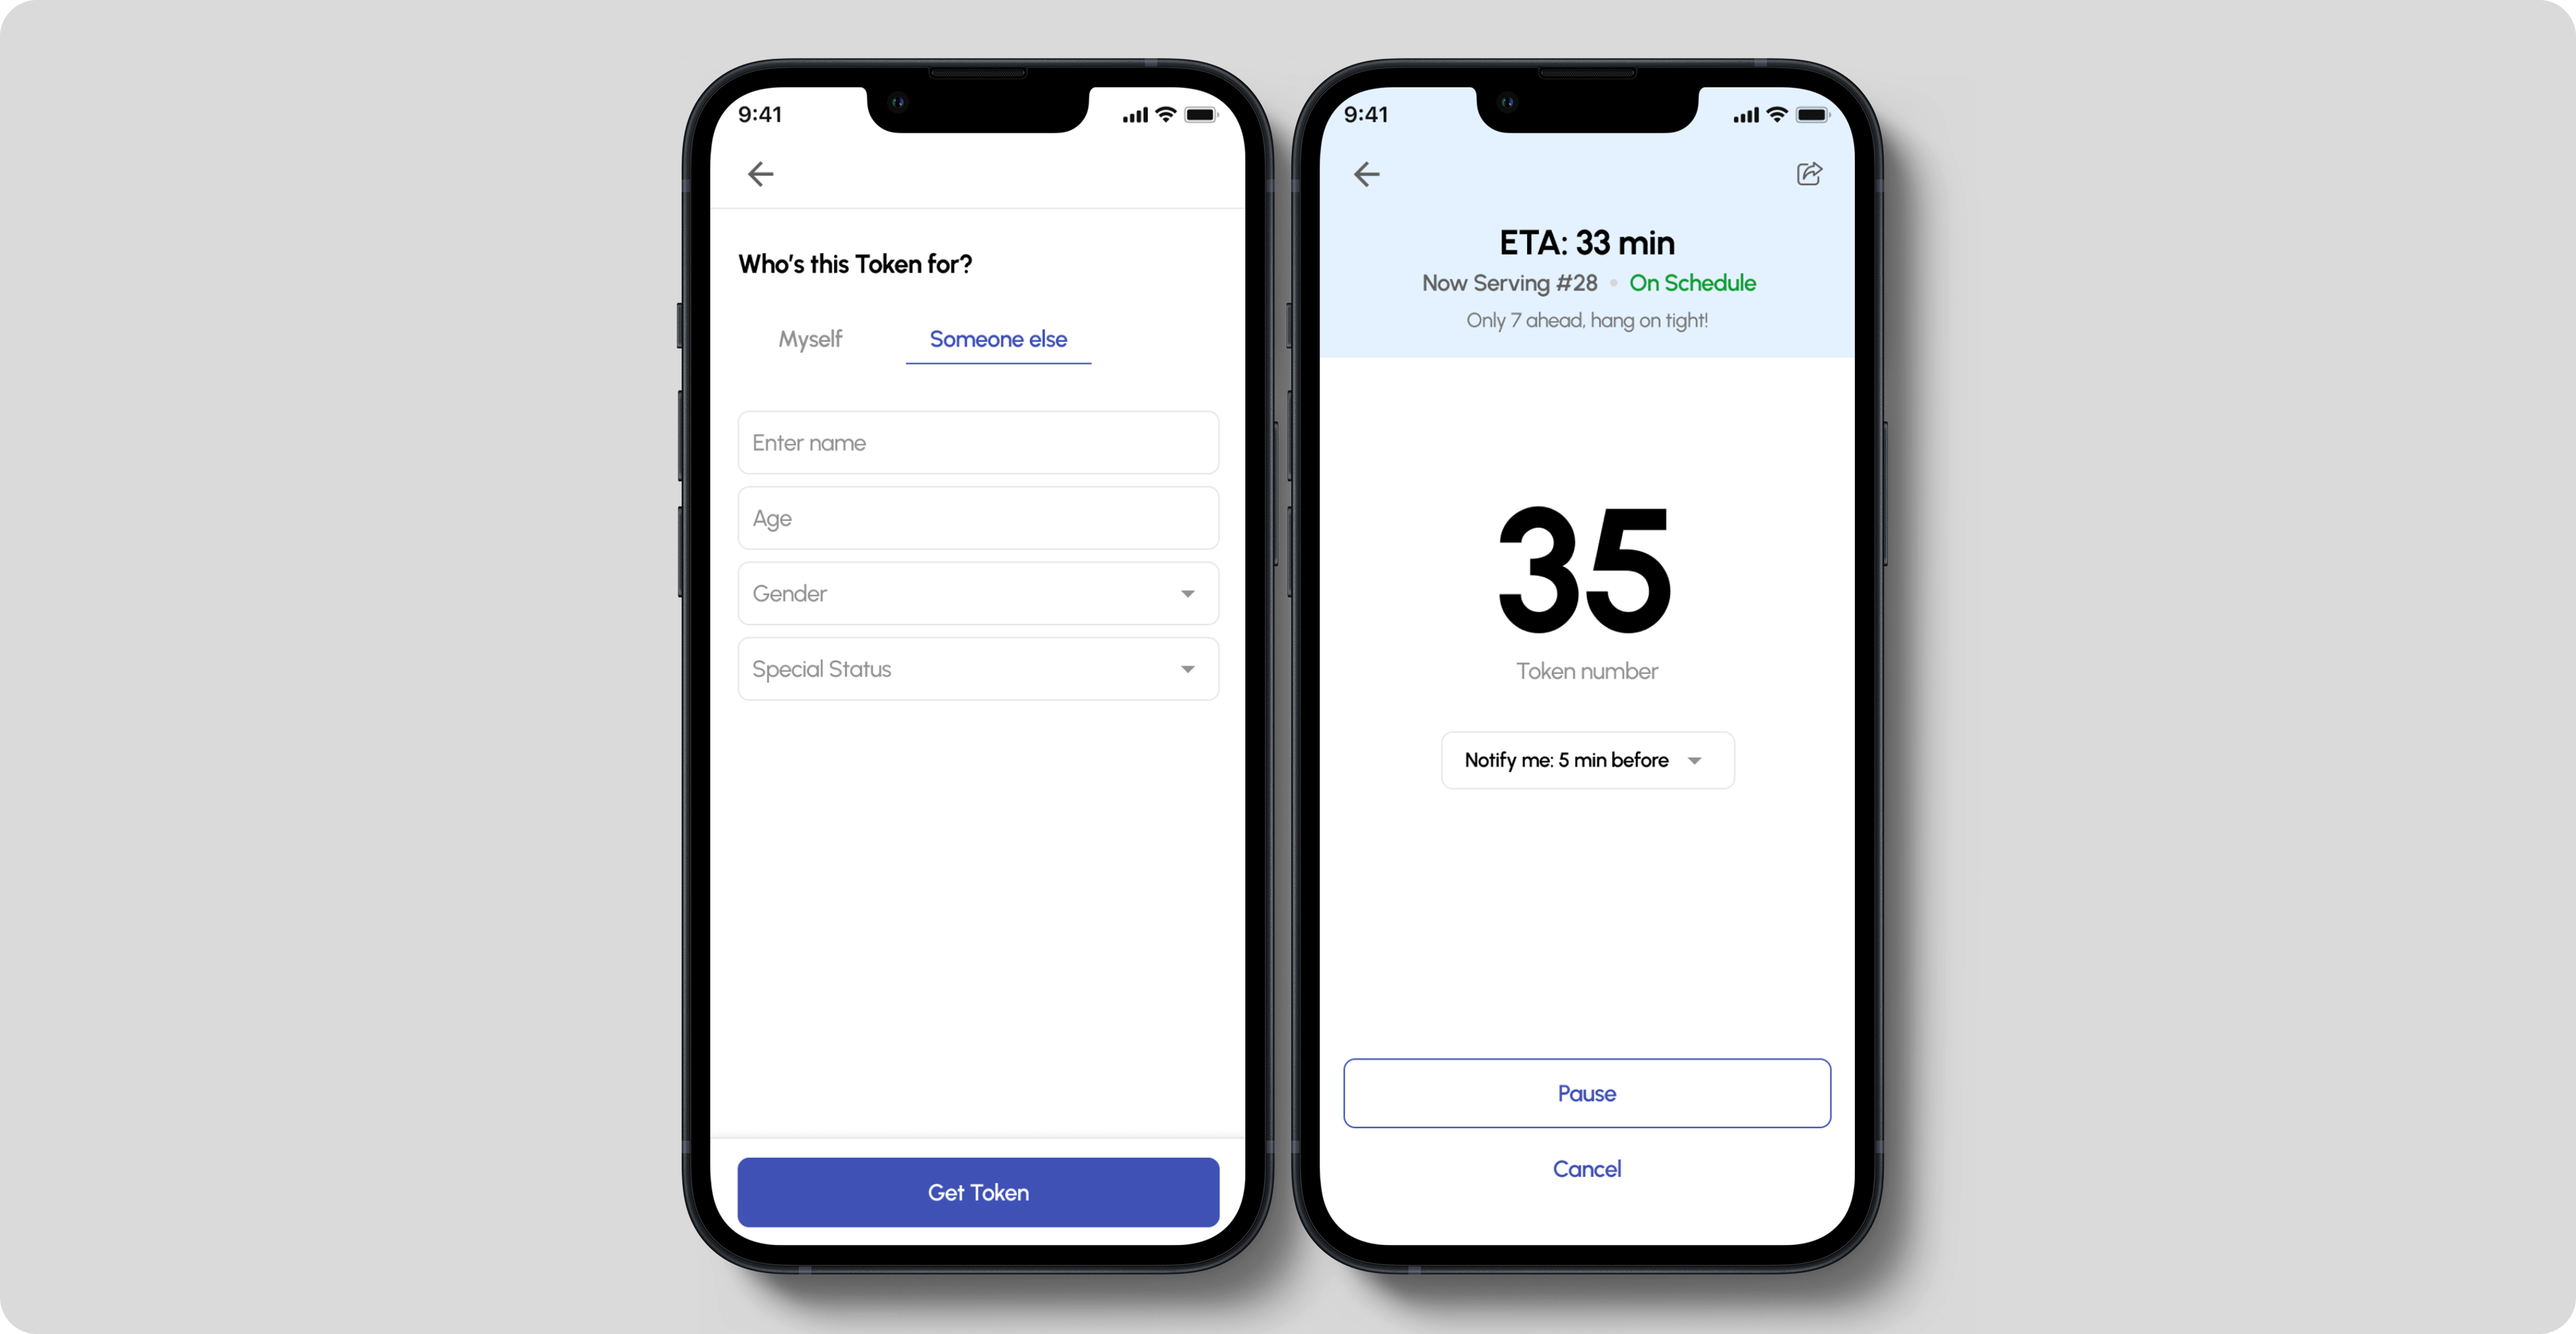 9:41
Who's this Token for?
Myself
Someone else
Enter name
Age
Gender
Special Status
Get Token
9:41
ETA: 33 min
Now Serving #28 • On Schedule
Only 7 ahead, hang on tight!
35
Token number
Notify me: 5 min before
Pause
Cancel